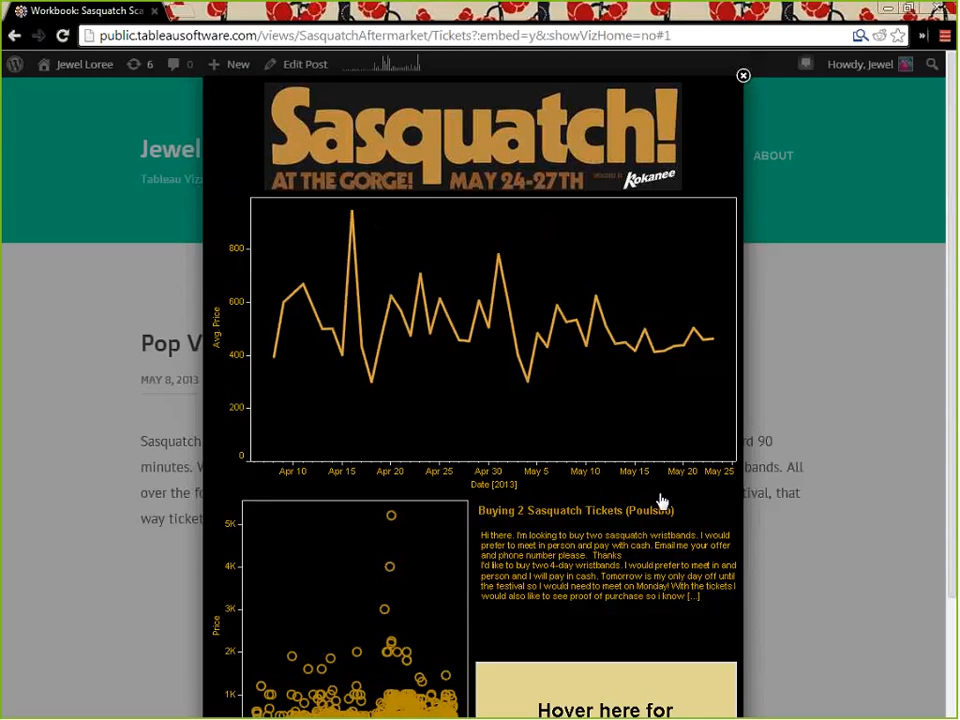 Workbook: Sasquatch Sca
public.tableausoftware.com/views/SasquatchAftermarket/Tickets?:embed=y&:showVizHome=no#1
Jewel Loree 6 0 New Edit Post Howdy, Jewel
Jewel
Tableau Vizz
ABOUT
Sasquatch!
AT THE GORGE! MAY 24-27TH
Kokanee
800
600
400
200
0
Avg. Price
Apr 10 Apr 15 Apr 20 Apr 25 Apr 30 May 5 May 10 May 15 May 20 May 25
Date [2013]
Pop V
MAY 8, 2013
Sasquatch
rd 90
minutes. W
bands. All
over the fo
tival, that
way ticket
5K
4K
3K
2K
1K
Price
Buying 2 Sasquatch Tickets (Poulsbo)
Hi there. I'm looking to buy two sasquatch wristbands. I would
prefer to meet in person and pay with cash. Email me your offer
and phone number please. Thanks
I'd like to buy two 4-day wristbands. I would prefer to meet in and
person and I will pay in cash. Tomorrow is my only day off until
the festival so I would need to meet on Monday! With the tickets I
would also like to see proof of purchase so i know [...]
Hover here for